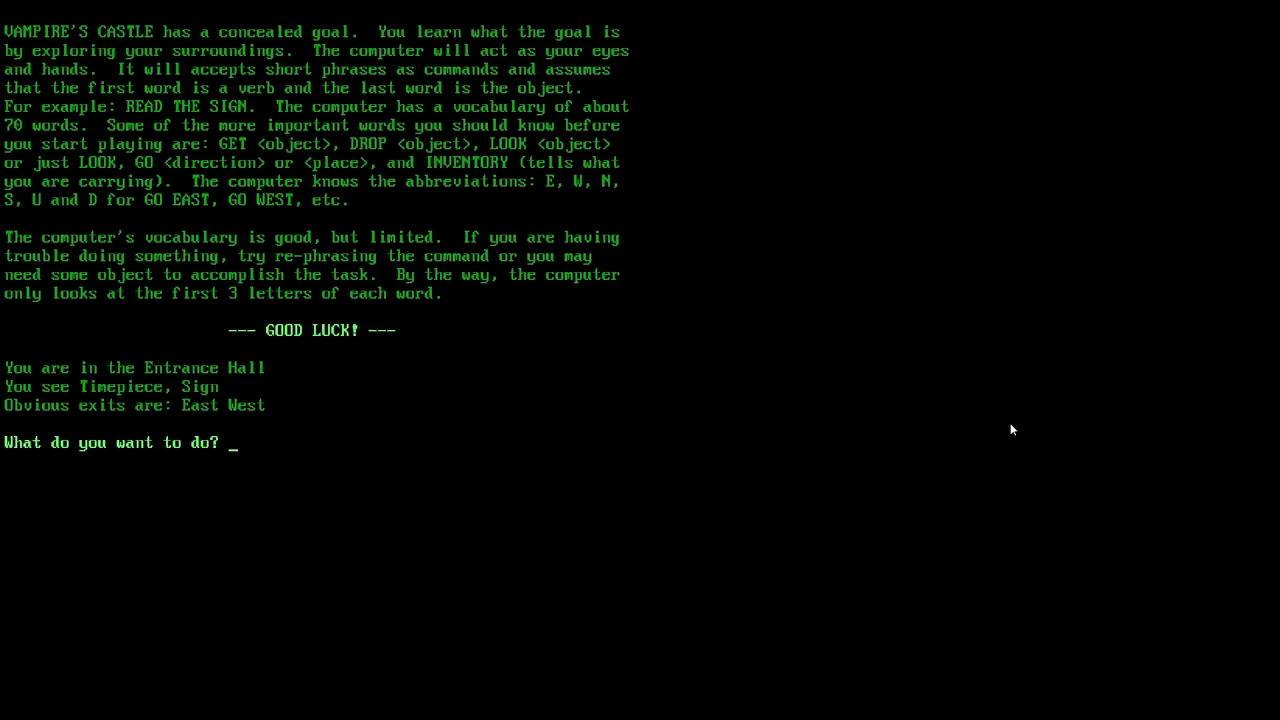 VAMPIRE'S CASTLE has a concealed goal.  You learn what the goal is
by exploring your surroundings.  The computer will act as your eyes
and hands.  It will accepts short phrases as commands and assumes
that the first word is a verb and the last word is the object.
For example: READ THE SIGN.  The computer has a vocabulary of about
70 words.  Some of the more important words you should know before
you start playing are: GET <object>, DROP <object>, LOOK <object>
or just LOOK, GO <direction> or <place>, and INVENTORY (tells what
you are carrying).  The computer knows the abbreviations: E, W, N,
S, U and D for GO EAST, GO WEST, etc.
The computer's vocabulary is good, but limited.  If you are having
trouble doing something, try re-phrasing the command or you may
need some object to accomplish the task.  By the way, the computer
only looks at the first 3 letters of each word.
--- GOOD LUCK! ---
You are in the Entrance Hall
You see Timepiece, Sign
Obvious exits are: East West
What do you want to do? _